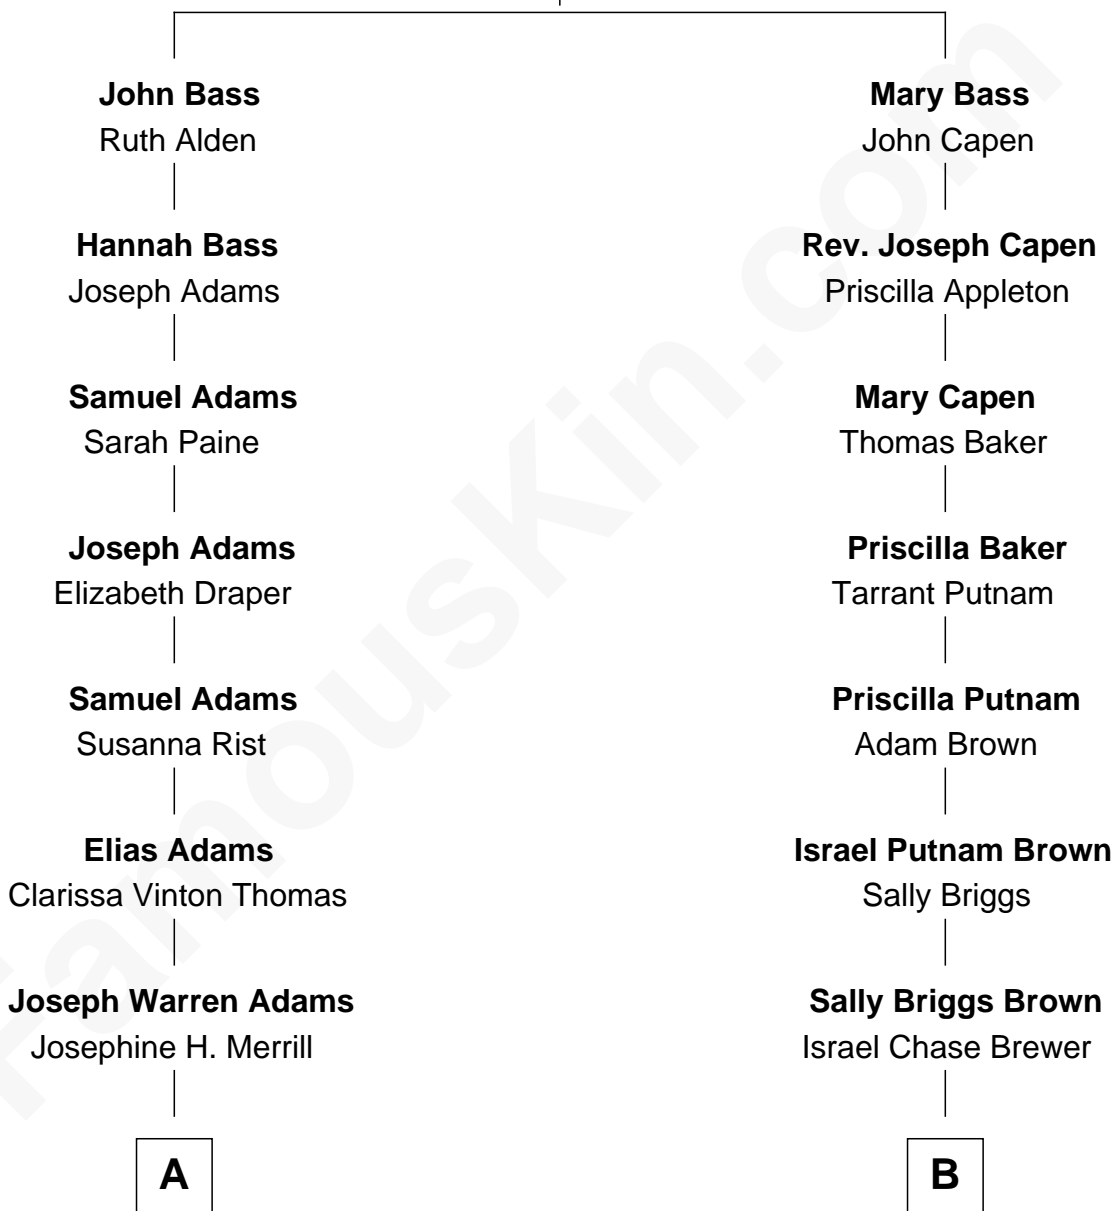 John Bass
Ruth Alden
Mary Bass
John Capen
Hannah Bass
Joseph Adams
Rev. Joseph Capen
Priscilla Appleton
Samuel Adams
Sarah Paine
Mary Capen
Thomas Baker
Joseph Adams
Elizabeth Draper
Priscilla Baker
Tarrant Putnam
Samuel Adams
Susanna Rist
Priscilla Putnam
Adam Brown
Elias Adams
Clarissa Vinton Thomas
Israel Putnam Brown
Sally Briggs
Joseph Warren Adams
Josephine H. Merrill
Sally Briggs Brown
Israel Chase Brewer
A
B
FamousKin.com